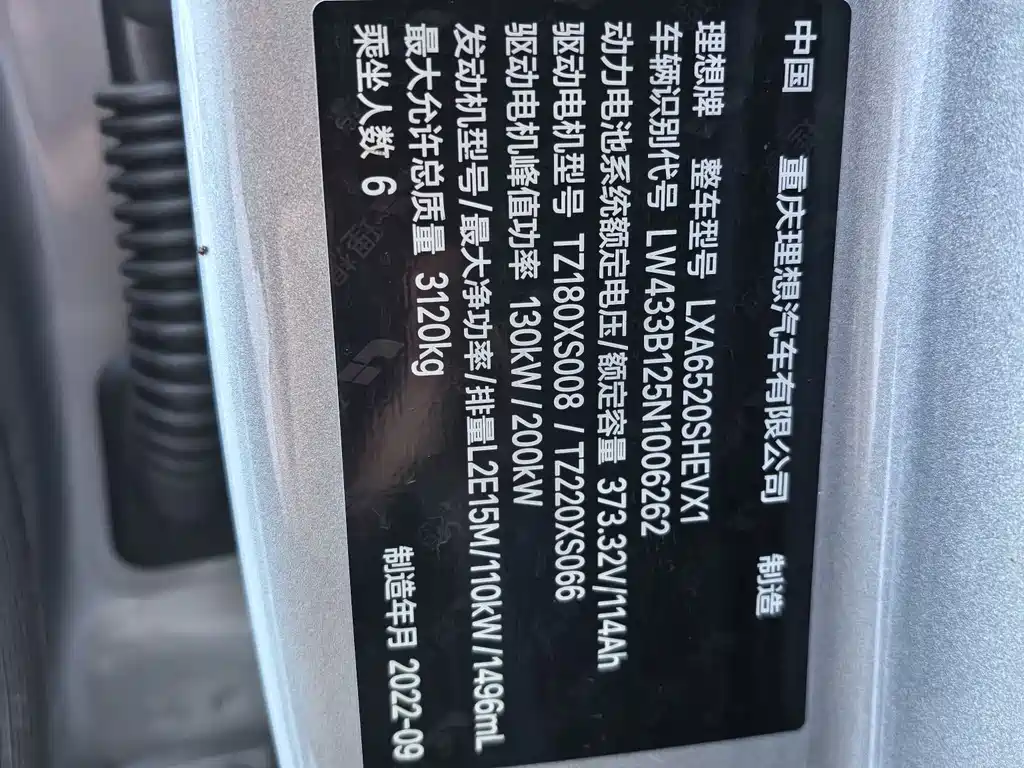 中国 重庆理想汽车有限公司 制造
理想牌 整车型号 LXA6520SHEVX1
车辆识别代号 LW433B125N1006262
动力电池系统额定电压/额定容量 373.32V/114Ah
驱动电机型号 TZ180XS008 / TZ220XS066
驱动电机峰值功率 130kW / 200kW
发动机型号/最大净功率/排量L2E15M/110kW/1496mL
最大允许总质量 3120kg
乘坐人数 6 制造年月 2022-09